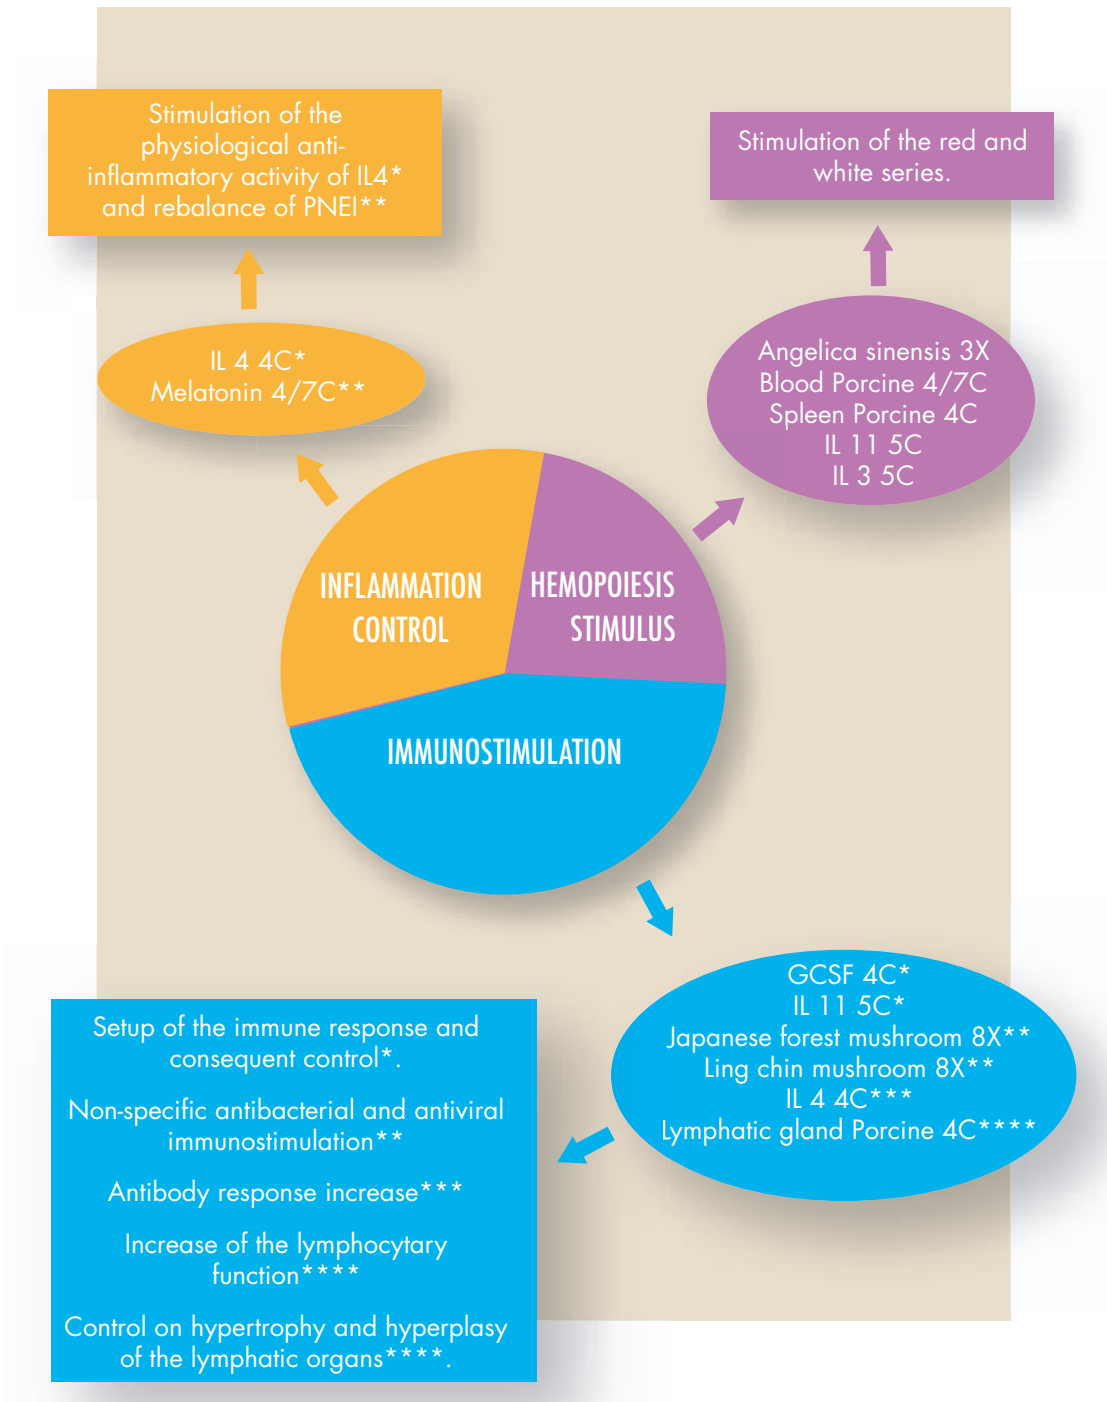 Stimulation of the
physiological anti-
inflammatory activity of IL4*
and rebalance of PNEI**
Stimulation of the red and
white series.
IL 4 4C*
Melatonin 4/7C**
Angelica sinensis 3X
Blood Porcine 4/7C
Spleen Porcine 4C
IL 11 5C
IL 3 5C
INFLAMMATION
CONTROL
HEMOPOIESIS
STIMULUS
IMMUNOSTIMULATION
GCSF 4C*
IL 11 5C*
Japanese forest mushroom 8X**
Ling chin mushroom 8X**
IL 4 4C***
Lymphatic gland Porcine 4C****
Setup of the immune response and
consequent control*.
Non-specific antibacterial and antiviral
immunostimulation**
Antibody response increase***
Increase of the lymphocytary
function****
Control on hypertrophy and hyperplasy
of the lymphatic organs****.